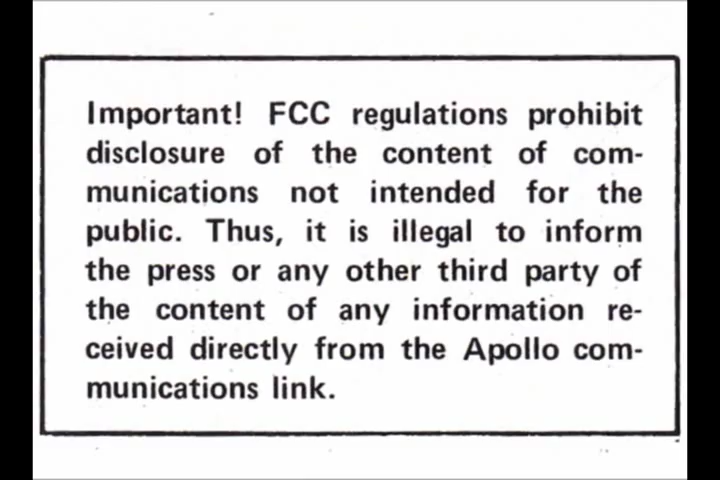 Important! FCC regulations prohibit
disclosure of the content of com-
munications not intended for the
public. Thus, it is illegal to inform
the press or any other third party of
the content of any information re-
ceived directly from the Apollo com-
munications link.